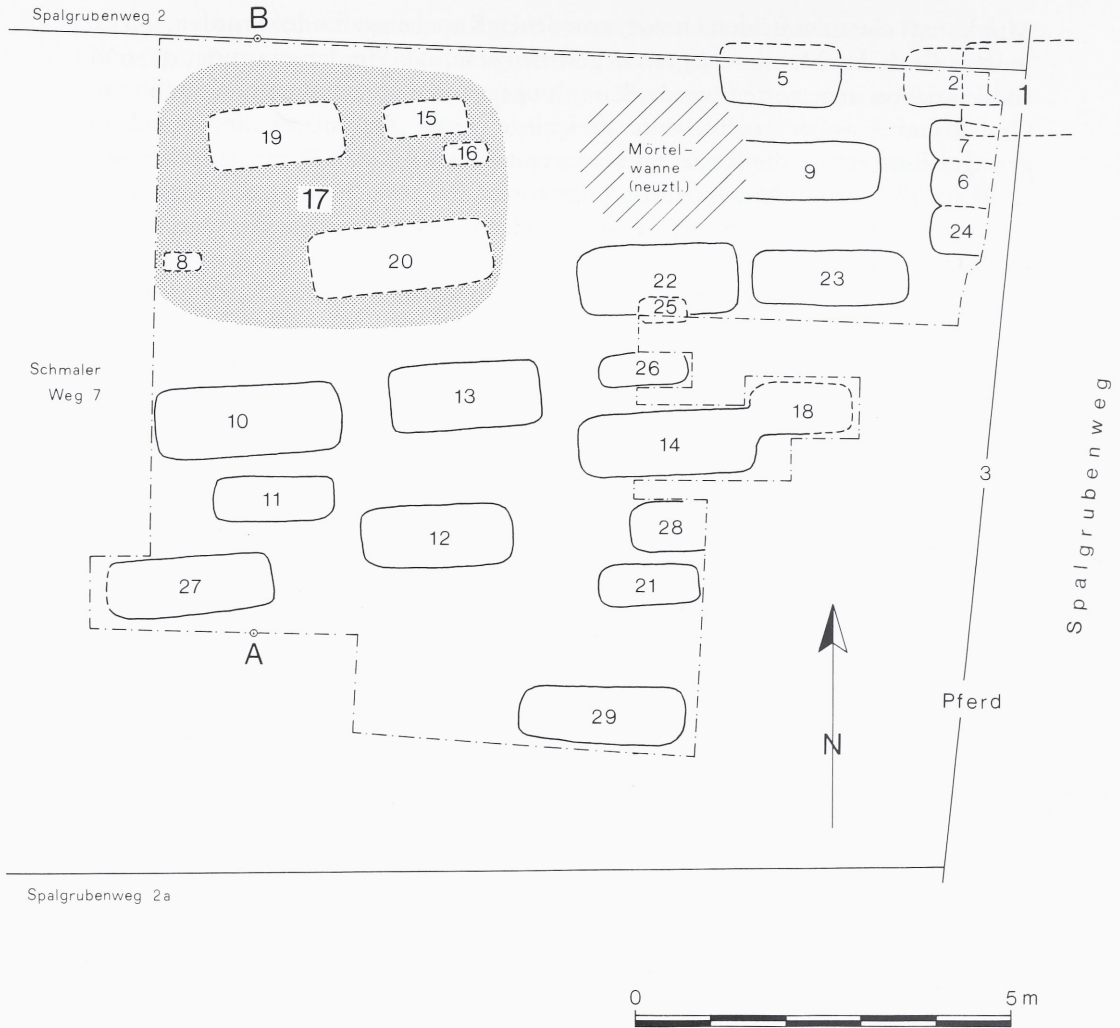 Spalgrubenweg 2
B
5
2
1
19
15
16
Mörtel-
wanne
(neuztl.)
9
7
6
24
17
8
20
22
23
25
Schmaler
Weg 7
26
10
13
18
14
3
11
12
28
27
21
A
Spalgrubenweg
29
Pferd
N
Spalgrubenweg 2a
0
5 m